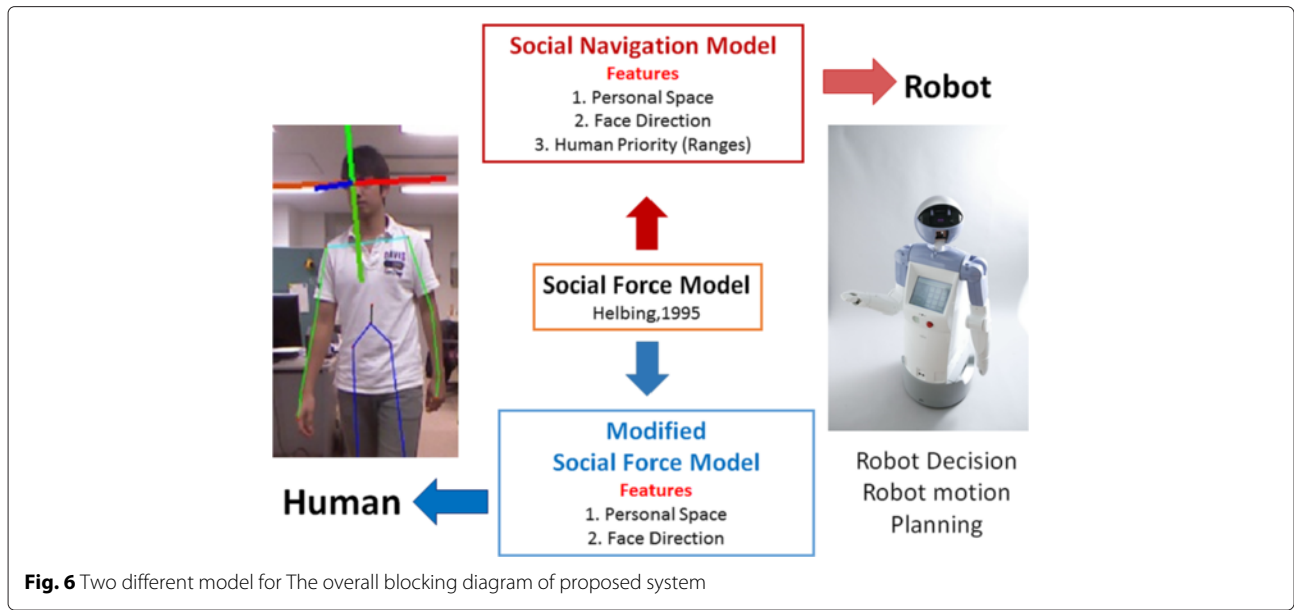 Social Navigation Model
Features
1. Personal Space
2. Face Direction
3. Human Priority (Ranges)
Robot
DAVIS
Social Force Model
Helbing,1995
Modified
Social Force Model
Features
1. Personal Space
2. Face Direction
Human
Robot Decision
Robot motion
Planning
Fig. 6 Two different model for The overall blocking diagram of proposed system